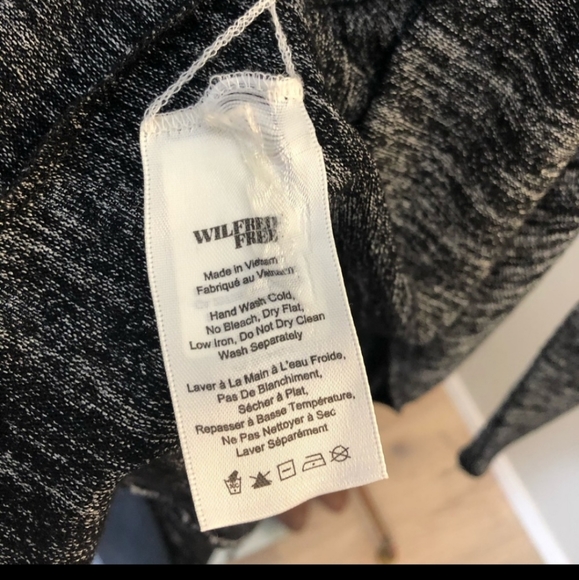 WILFRED
FREE
Made in Vietnam
Fabriqué au Vietnam
Hand Wash Cold,
No Bleach, Dry Flat,
Low Iron, Do Not Dry Clean
Wash Separately
Laver à La Main à L'eau Froide,
Pas De Blanchiment,
Sécher à Plat,
Repasser à Basse Température,
Ne Pas Nettoyer à Sec
Laver Séparément